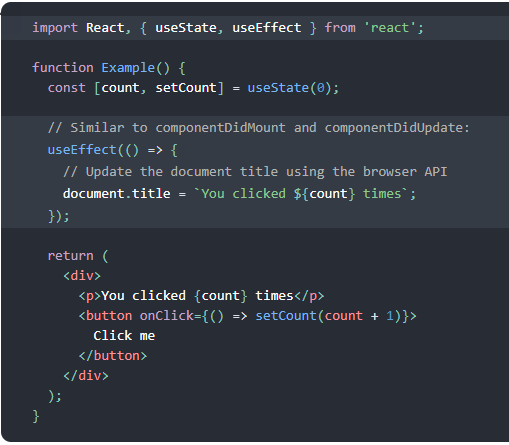 import React, { useState, useEffect } from 'react';
function Example() {
const [count, setCount] = useState(0);
// Similar to componentDidMount and componentDidUpdate:
useEffect(() => {
// Update the document title using the browser API
document.title = `You clicked ${count} times`;
});
return (
<div>
<p>You clicked {count} times</p>
<button onClick={() => setCount(count + 1)}>
Click me
</button>
</div>
);
}